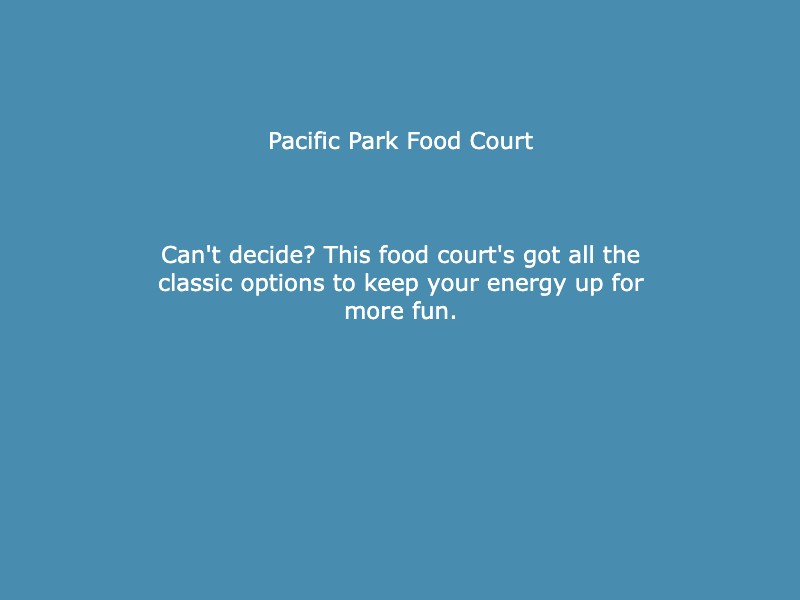 Pacific Park Food Court
Can't decide? This food court's got all the
classic options to keep your energy up for
more fun.